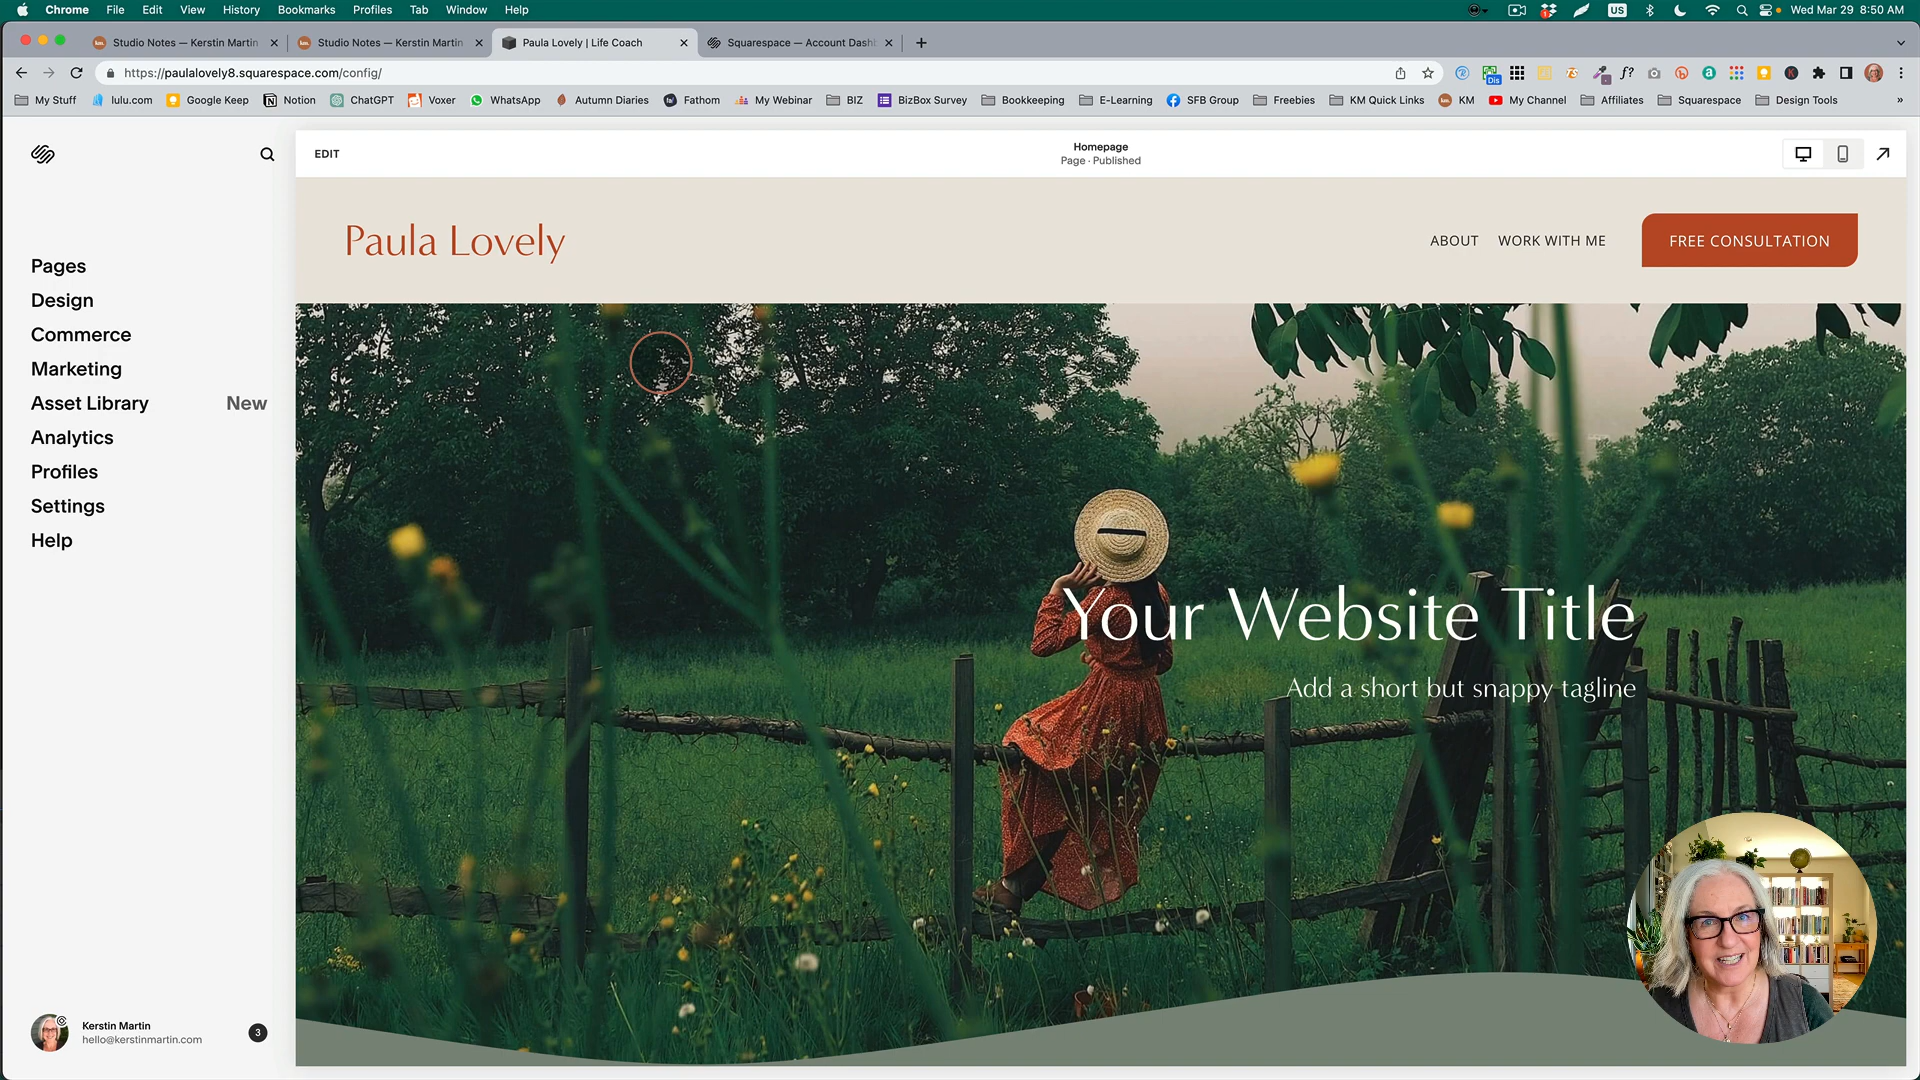 Chrome File Edit View History Bookmarks Profiles Tab Window Help
US Wed Mar 29 8:50 AM
Studio Notes — Kerstin Martin
Studio Notes — Kerstin Martin
Paula Lovely | Life Coach
Squarespace — Account Dash
https://paulalovely8.squarespace.com/config/
Dis
f?
My Stuff lulu.com Google Keep Notion ChatGPT Voxer WhatsApp Autumn Diaries Fathom My Webinar BIZ BizBox Survey Bookkeeping E-Learning SFB Group Freebies KM Quick Links KM My Channel Affiliates Squarespace Design Tools »
EDIT
Homepage
Page · Published
Paula Lovely
ABOUT WORK WITH ME FREE CONSULTATION
Pages
Design
Commerce
Marketing
Asset Library New
Analytics
Profiles
Settings
Help
Your Website Title
Add a short but snappy tagline
Kerstin Martin
hello@kerstinmartin.com
3